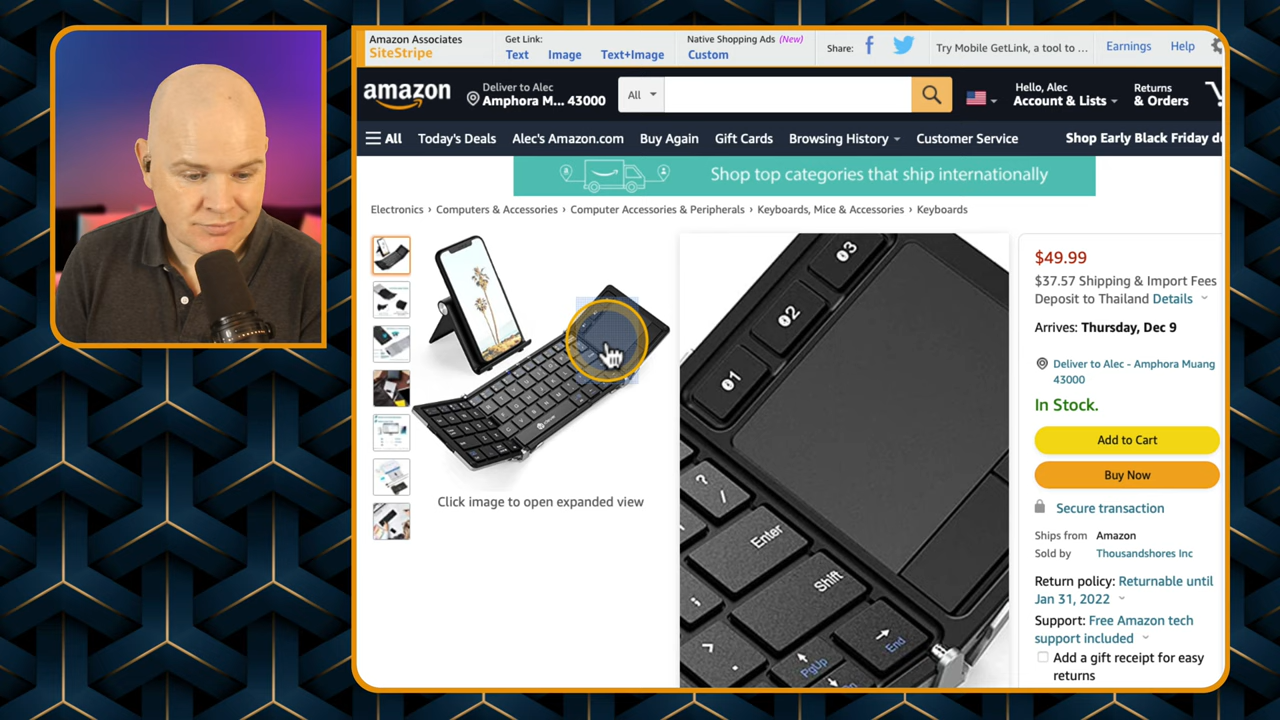 Amazon Associates
SiteStripe
Get Link:
Text Image Text+Image
Native Shopping Ads (New)
Custom
Share:
Try Mobile GetLink, a tool to ...
Earnings Help
amazon
Deliver to Alec
Amphora M... 43000
All
Hello, Alec
Account & Lists
Returns
& Orders
All Today's Deals Alec's Amazon.com Buy Again Gift Cards Browsing History Customer Service Shop Early Black Friday de
Shop top categories that ship internationally
Electronics › Computers & Accessories › Computer Accessories & Peripherals › Keyboards, Mice & Accessories › Keyboards
Click image to open expanded view
03
02
01
? /
Enter
Shift
;
End
> .
PgUp
$49.99
$37.57 Shipping & Import Fees
Deposit to Thailand Details
Arrives: Thursday, Dec 9
Deliver to Alec - Amphora Muang
43000
In Stock.
Add to Cart
Buy Now
Secure transaction
Ships from Amazon
Sold by Thousandshores Inc
Return policy: Returnable until
Jan 31, 2022
Support: Free Amazon tech
support included
Add a gift receipt for easy
returns